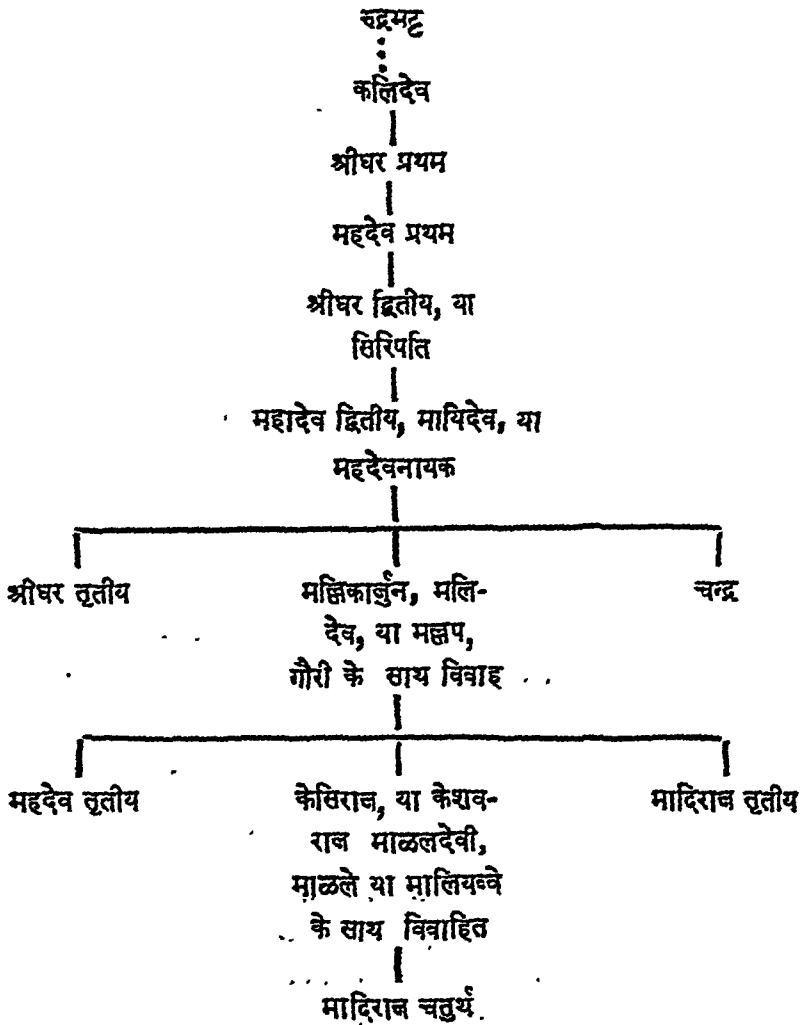 रुद्रमट्ट
कलिदेव
श्रीधर प्रथम
महदेव प्रथम
श्रीधर द्वितीय, या
सिरिपति
महादेव द्वितीय, मायिदेव, या
महदेवनायक
श्रीधर तृतीय
मल्लिकार्जुन, मलि-
देव, या मल्लप,
गौरी के साथ विवाह
चन्द्र
महदेव तृतीय
केसिराज, या केशव-
राज माळलदेवी,
माळले या मालियव्वे
के साथ विवाहित
मादिराज तृतीय
मादिराज चतुर्थ